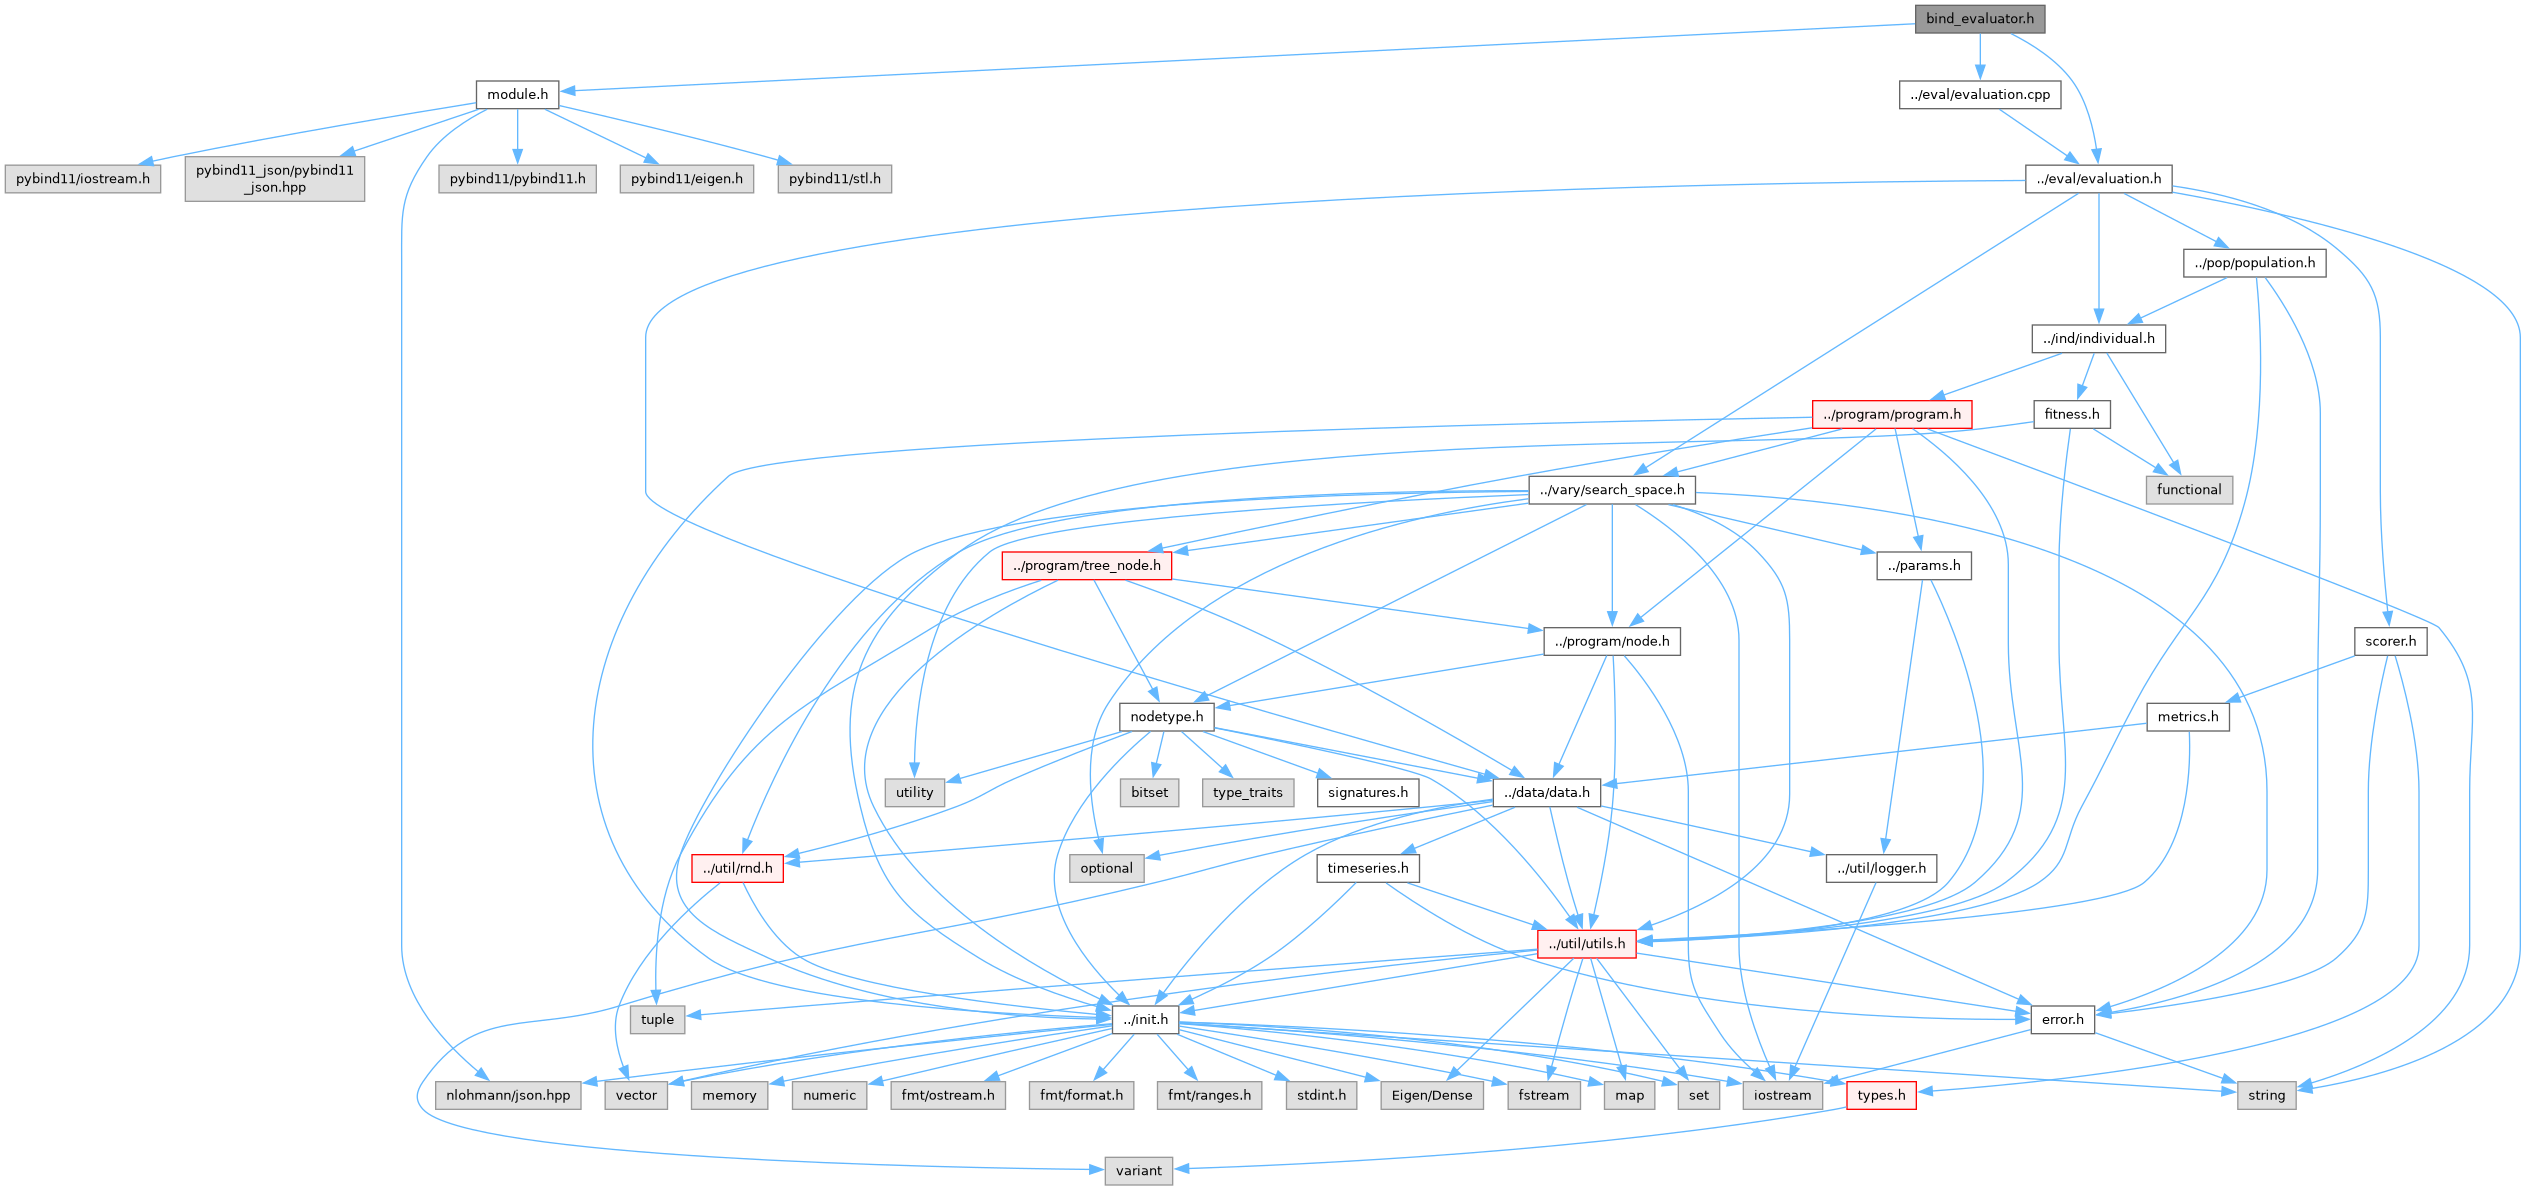 bind_evaluator.h
module.h
../eval/evaluation.cpp
pybind11/iostream.h
pybind11_json/pybind11
_json.hpp
pybind11/pybind11.h
pybind11/eigen.h
pybind11/stl.h
../eval/evaluation.h
../pop/population.h
../ind/individual.h
../program/program.h
fitness.h
../vary/search_space.h
functional
../program/tree_node.h
../params.h
../program/node.h
scorer.h
nodetype.h
metrics.h
utility
bitset
type_traits
signatures.h
../data/data.h
../util/rnd.h
optional
timeseries.h
../util/logger.h
../util/utils.h
tuple
../init.h
error.h
nlohmann/json.hpp
vector
memory
numeric
fmt/ostream.h
fmt/format.h
fmt/ranges.h
stdint.h
Eigen/Dense
fstream
map
set
iostream
types.h
string
variant